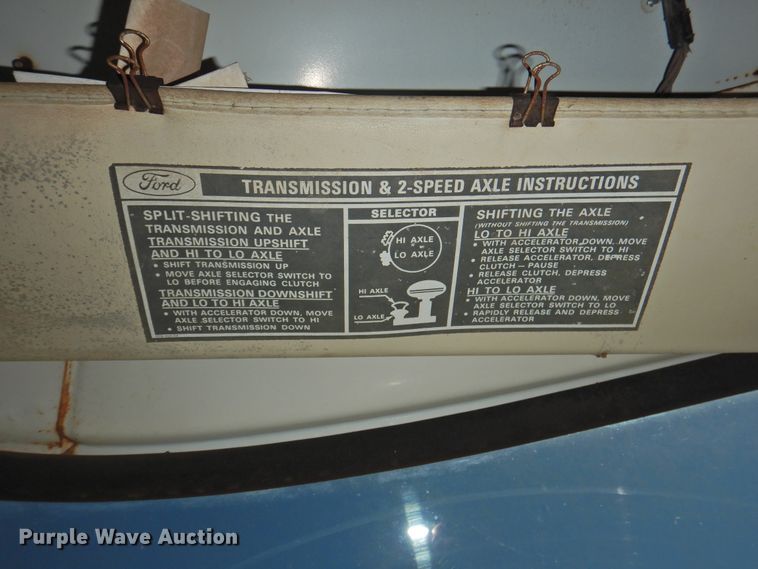 Ford
TRANSMISSION & 2-SPEED AXLE INSTRUCTIONS
SPLIT-SHIFTING THE
TRANSMISSION AND AXLE
TRANSMISSION UPSHIFT
AND HI TO LO AXLE
• SHIFT TRANSMISSION UP
• MOVE AXLE SELECTOR SWITCH TO
LO BEFORE ENGAGING CLUTCH
TRANSMISSION DOWNSHIFT
AND LO TO HI AXLE
• WITH ACCELERATOR DOWN, MOVE
AXLE SELECTOR SWITCH TO HI
• SHIFT TRANSMISSION DOWN
SELECTOR
HI AXLE
LO AXLE
HI AXLE
LO AXLE
SHIFTING THE AXLE
(WITHOUT SHIFTING THE TRANSMISSION)
LO TO HI AXLE
• WITH ACCELERATOR DOWN, MOVE
AXLE SELECTOR SWITCH TO HI
• RELEASE ACCELERATOR, DEPRESS
CLUTCH — PAUSE
• RELEASE CLUTCH, DEPRESS
ACCELERATOR
HI TO LO AXLE
• WITH ACCELERATOR DOWN, MOVE
AXLE SELECTOR SWITCH TO LO
• RAPIDLY RELEASE AND DEPRESS
ACCELERATOR
Purple Wave Auction®